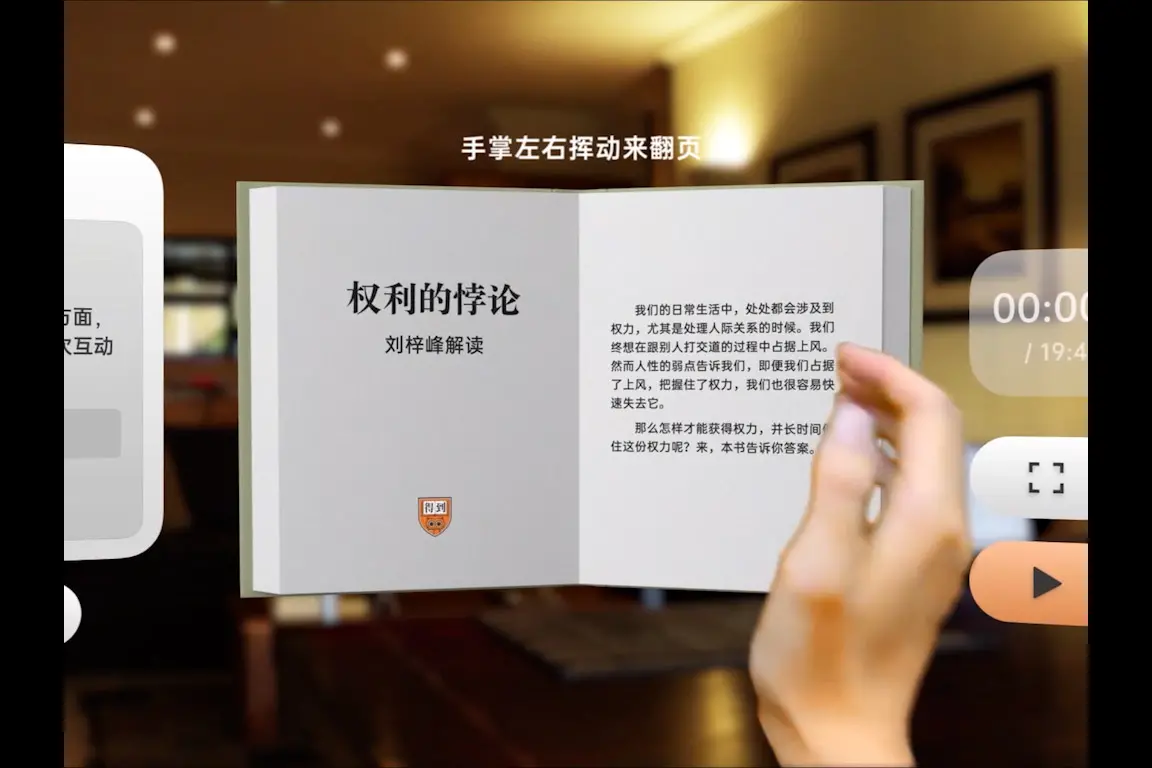 手掌左右挥动来翻页
方面，
次互动
权利的悖论
刘梓峰解读
得到
我们的日常生活中，处处都会涉及到
权力，尤其是处理人际关系的时候。我们
终想在跟别人打交道的过程中占据上风。
然而人性的弱点告诉我们，即便我们占据
了上风，把握住了权力，我们也很容易快
速失去它。
那么怎样才能获得权力，并长时间
住这份权力呢？来，本书告诉你答案。
00:00
/ 19:4